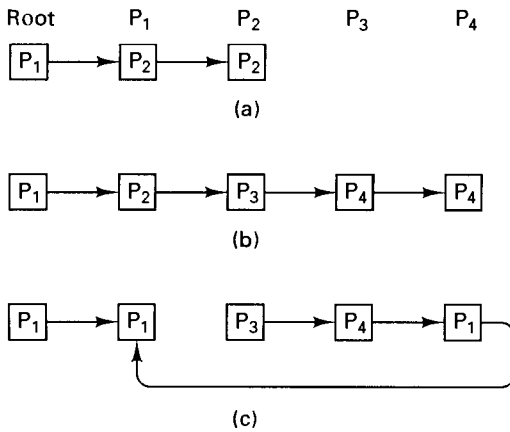 Root P₁ P₂ P₃ P₄
P₁ P₂ P₂
(a)
P₁ P₂ P₃ P₄ P₄
(b)
P₁ P₁ P₃ P₄ P₁
(c)